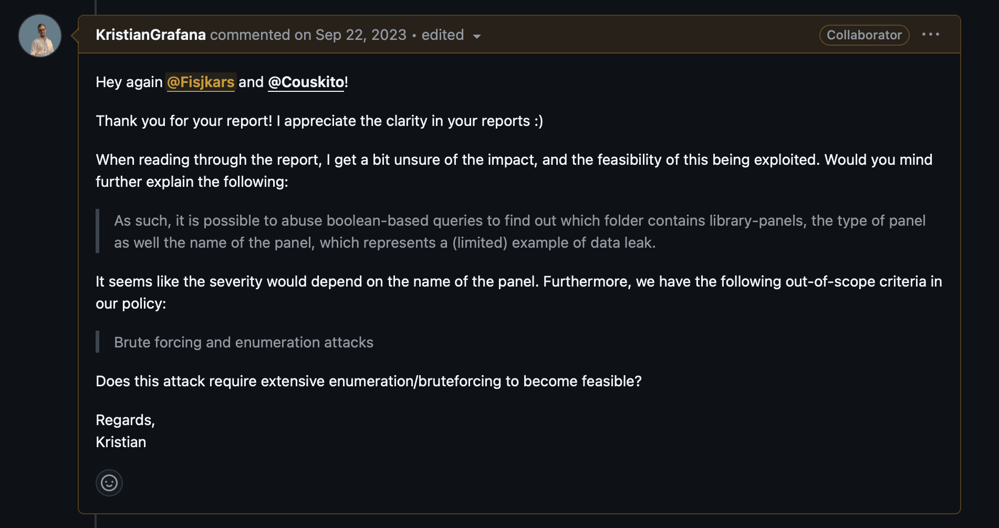 KristianGrafana commented on Sep 22, 2023 • edited
Collaborator
Hey again @Fisjkars and @Couskito!
Thank you for your report! I appreciate the clarity in your reports :)
When reading through the report, I get a bit unsure of the impact, and the feasibility of this being exploited. Would you mind
further explain the following:
As such, it is possible to abuse boolean-based queries to find out which folder contains library-panels, the type of panel
as well the name of the panel, which represents a (limited) example of data leak.
It seems like the severity would depend on the name of the panel. Furthermore, we have the following out-of-scope criteria in
our policy:
Brute forcing and enumeration attacks
Does this attack require extensive enumeration/bruteforcing to become feasible?
Regards,
Kristian